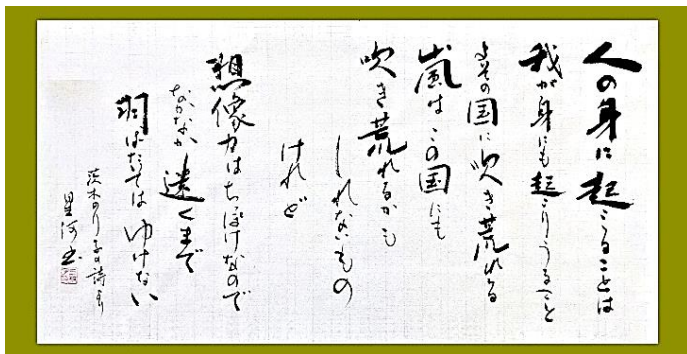 人の身に起こることは
我が身にも起こりうること
よその国に吹き荒れる
嵐はこの国にも
吹き荒れるかも
しれないもの
けれど
想像力はちっぽけなので
なかなか遠くまで
羽ばたいては ゆけない
茨木のり子の詩より
星河書